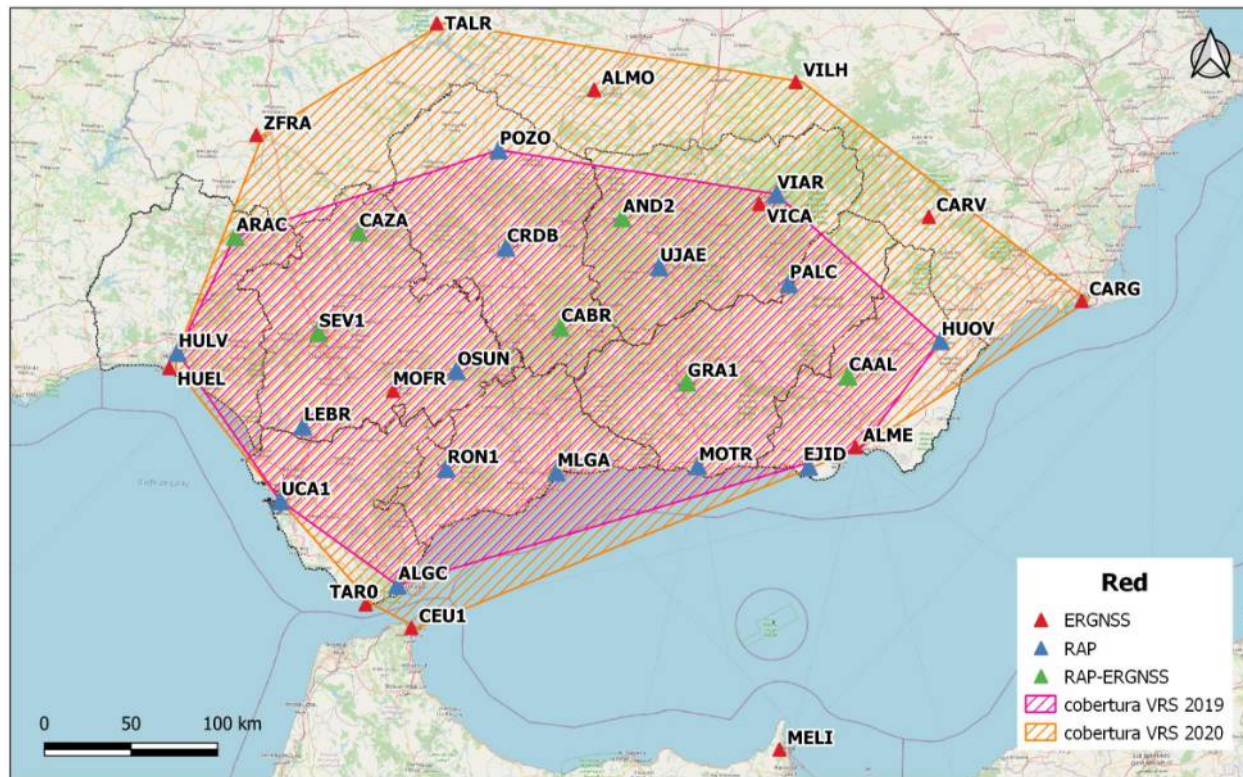 TALR
VILH
ALMO
ZFRA
POZO
VIAR
AND2
VICA
CARV
ARAC
CAZA
CRDB
UJAE
PALC
CARG
SEV1
CABR
HULV
HUOV
HUEL
OSUN
MOFR
GRA1
CAAL
LEBR
ALME
RON1
MLGA
MOTR
EJID
UCA1
ALGC
TAR0
CEU1
MELI
Red
ERGNSS
RAP
RAP-ERGNSS
cobertura VRS 2019
cobertura VRS 2020
0 50 100 km